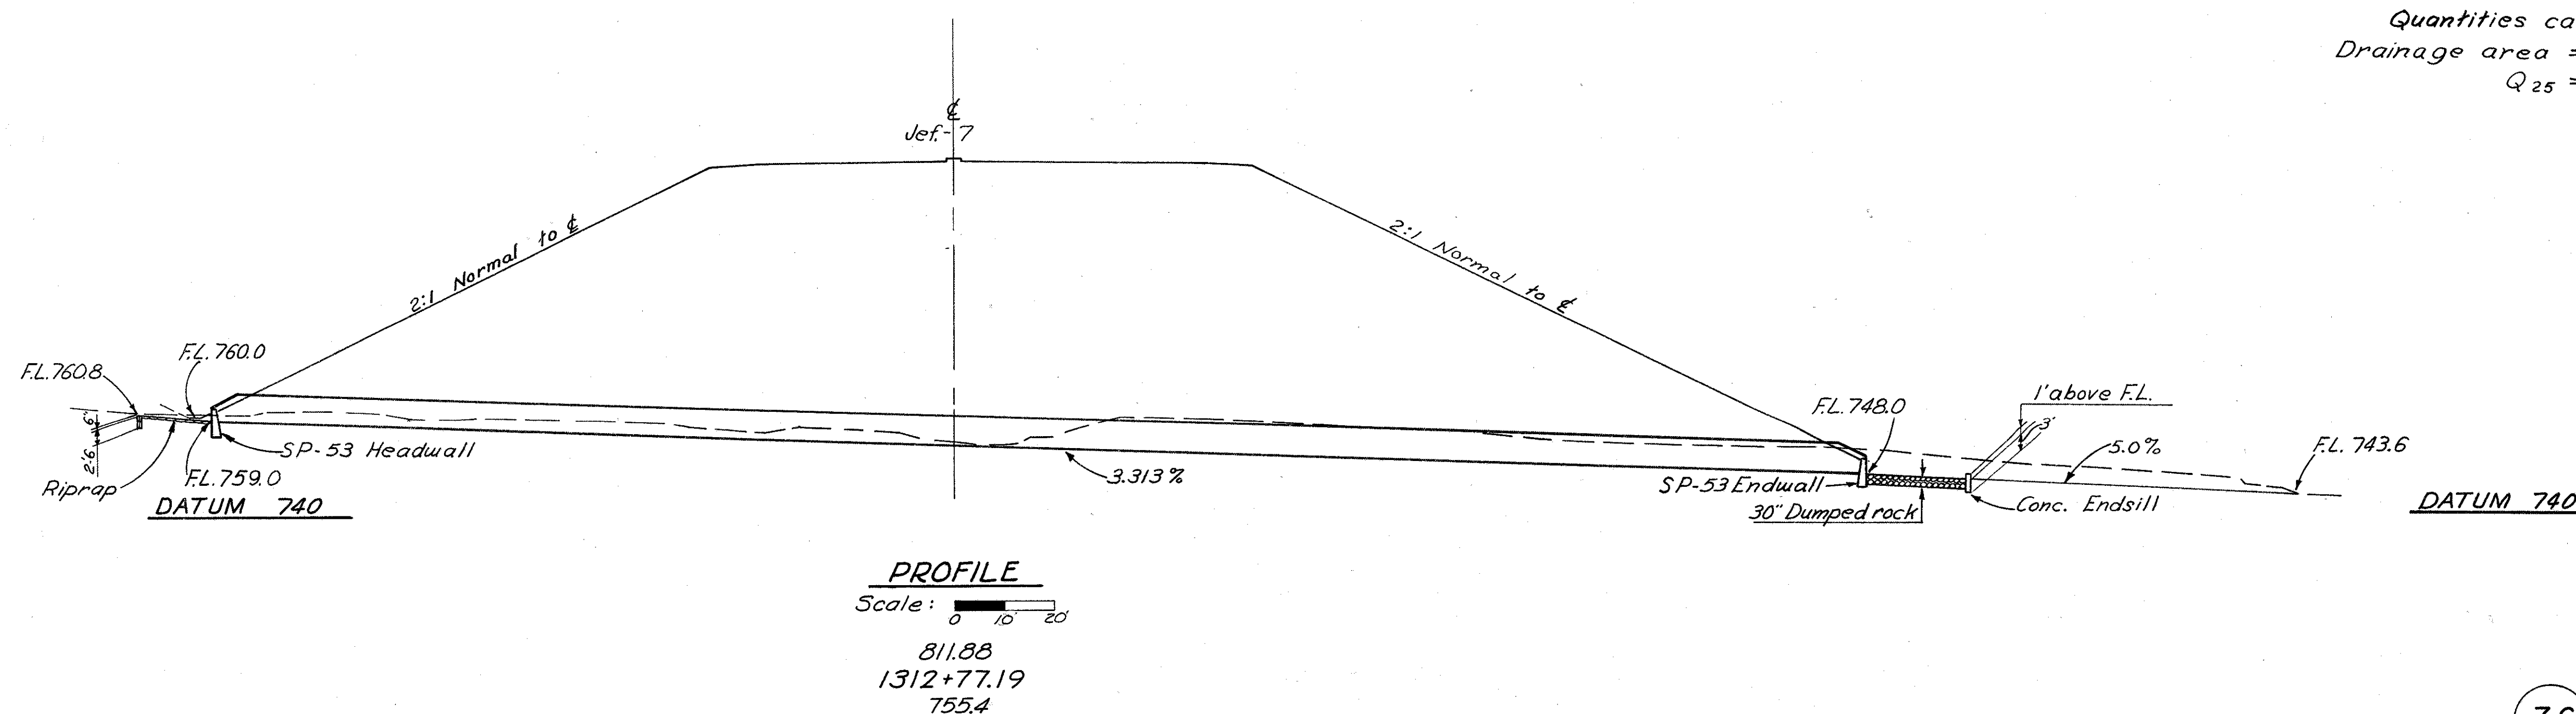 Quantities ca
Drainage area =
Q 25 =
℄
Jef.-7
2:1 Normal to ℄
2:1 Normal to ℄
F.L. 760.8
F.L. 760.0
6"
2'6"
Riprap
F.L. 759.0
SP-53 Headwall
DATUM 740
3.313%
F.L. 748.0
1' above F.L.
3'
5.0%
F.L. 743.6
SP-53 Endwall
30" Dumped rock
Conc. Endsill
DATUM 740
PROFILE
Scale:
0 10' 20'
811.88
1312+77.19
755.4